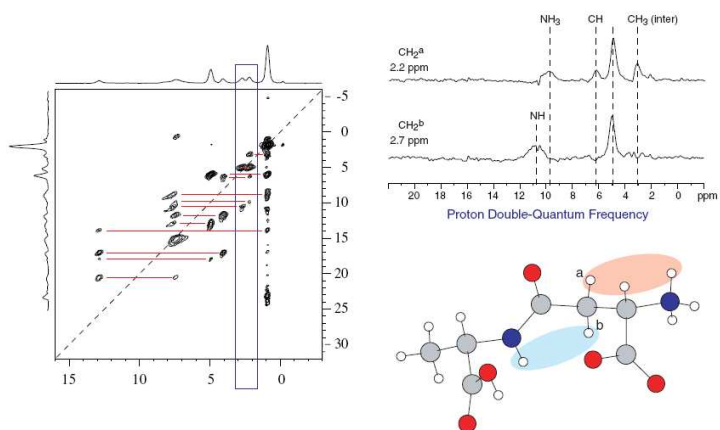 -5
0
5
10
15
20
25
30
15 10 5 0
NH3 CH CH3 (inter)
CH2a
2.2 ppm
NH
CH2b
2.7 ppm
20 18 16 14 12 10 8 6 4 2 0 ppm
Proton Double-Quantum Frequency
a
b